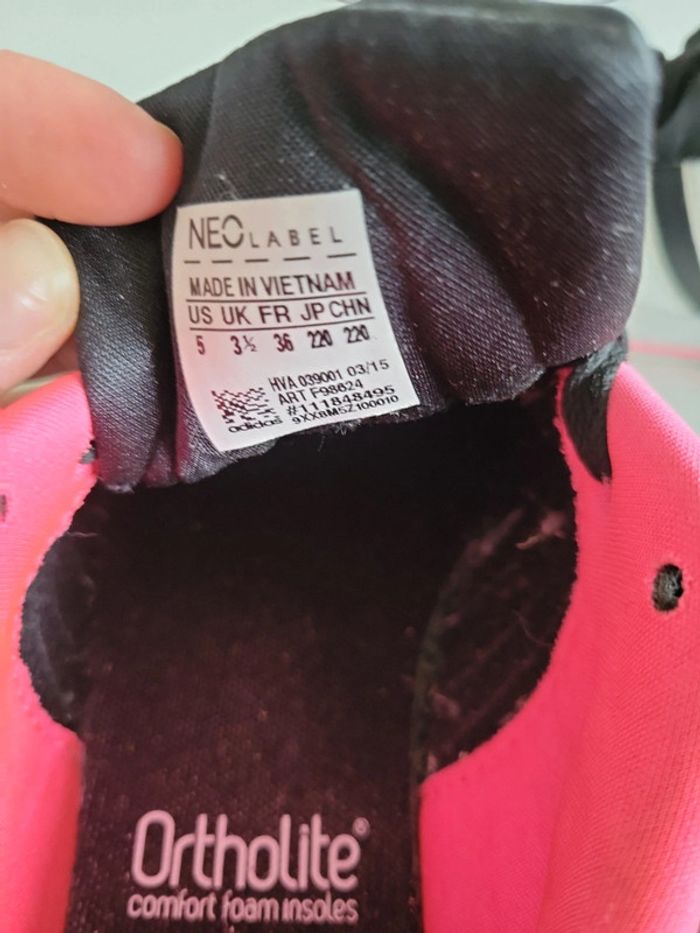 NEO LABEL
MADE IN VIETNAM
US UK FR JP CHN
5 3½ 36 220 220
HVA 039001 03/15
ART F98624
#111848495
adidas 9XXBM5Z100010
Ortholite®
comfort foam insoles